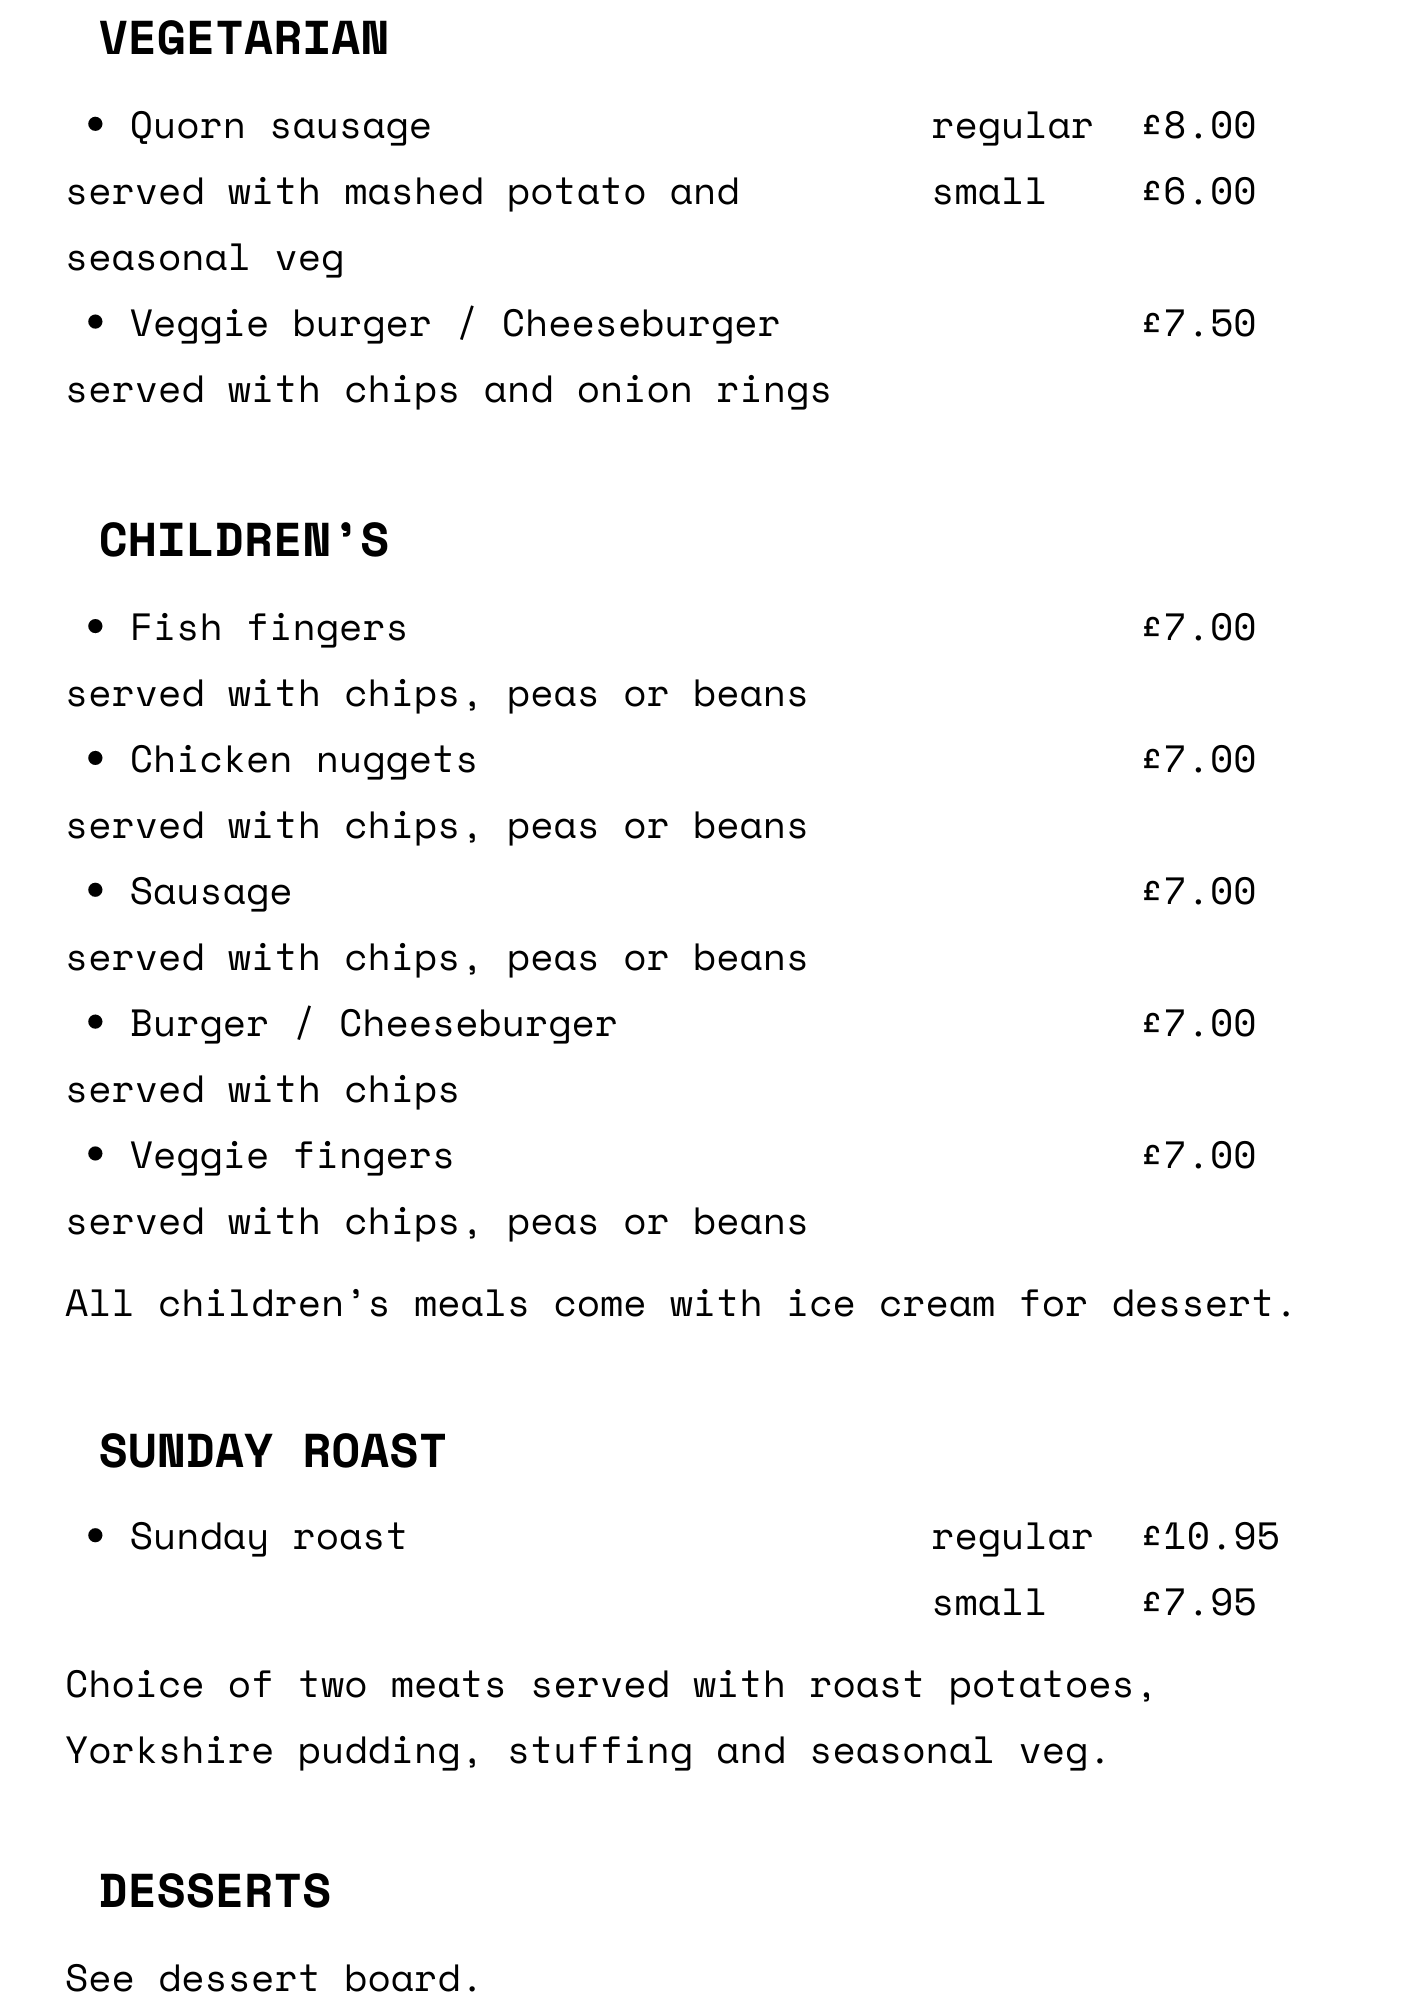 VEGETARIAN
• Quorn sausage regular £8.00
served with mashed potato and small £6.00
seasonal veg
• Veggie burger / Cheeseburger £7.50
served with chips and onion rings
CHILDREN’S
• Fish fingers £7.00
served with chips, peas or beans
• Chicken nuggets £7.00
served with chips, peas or beans
• Sausage £7.00
served with chips, peas or beans
• Burger / Cheeseburger £7.00
served with chips
• Veggie fingers £7.00
served with chips, peas or beans
All children’s meals come with ice cream for dessert.
SUNDAY ROAST
• Sunday roast regular £10.95
small £7.95
Choice of two meats served with roast potatoes,
Yorkshire pudding, stuffing and seasonal veg.
DESSERTS
See dessert board.